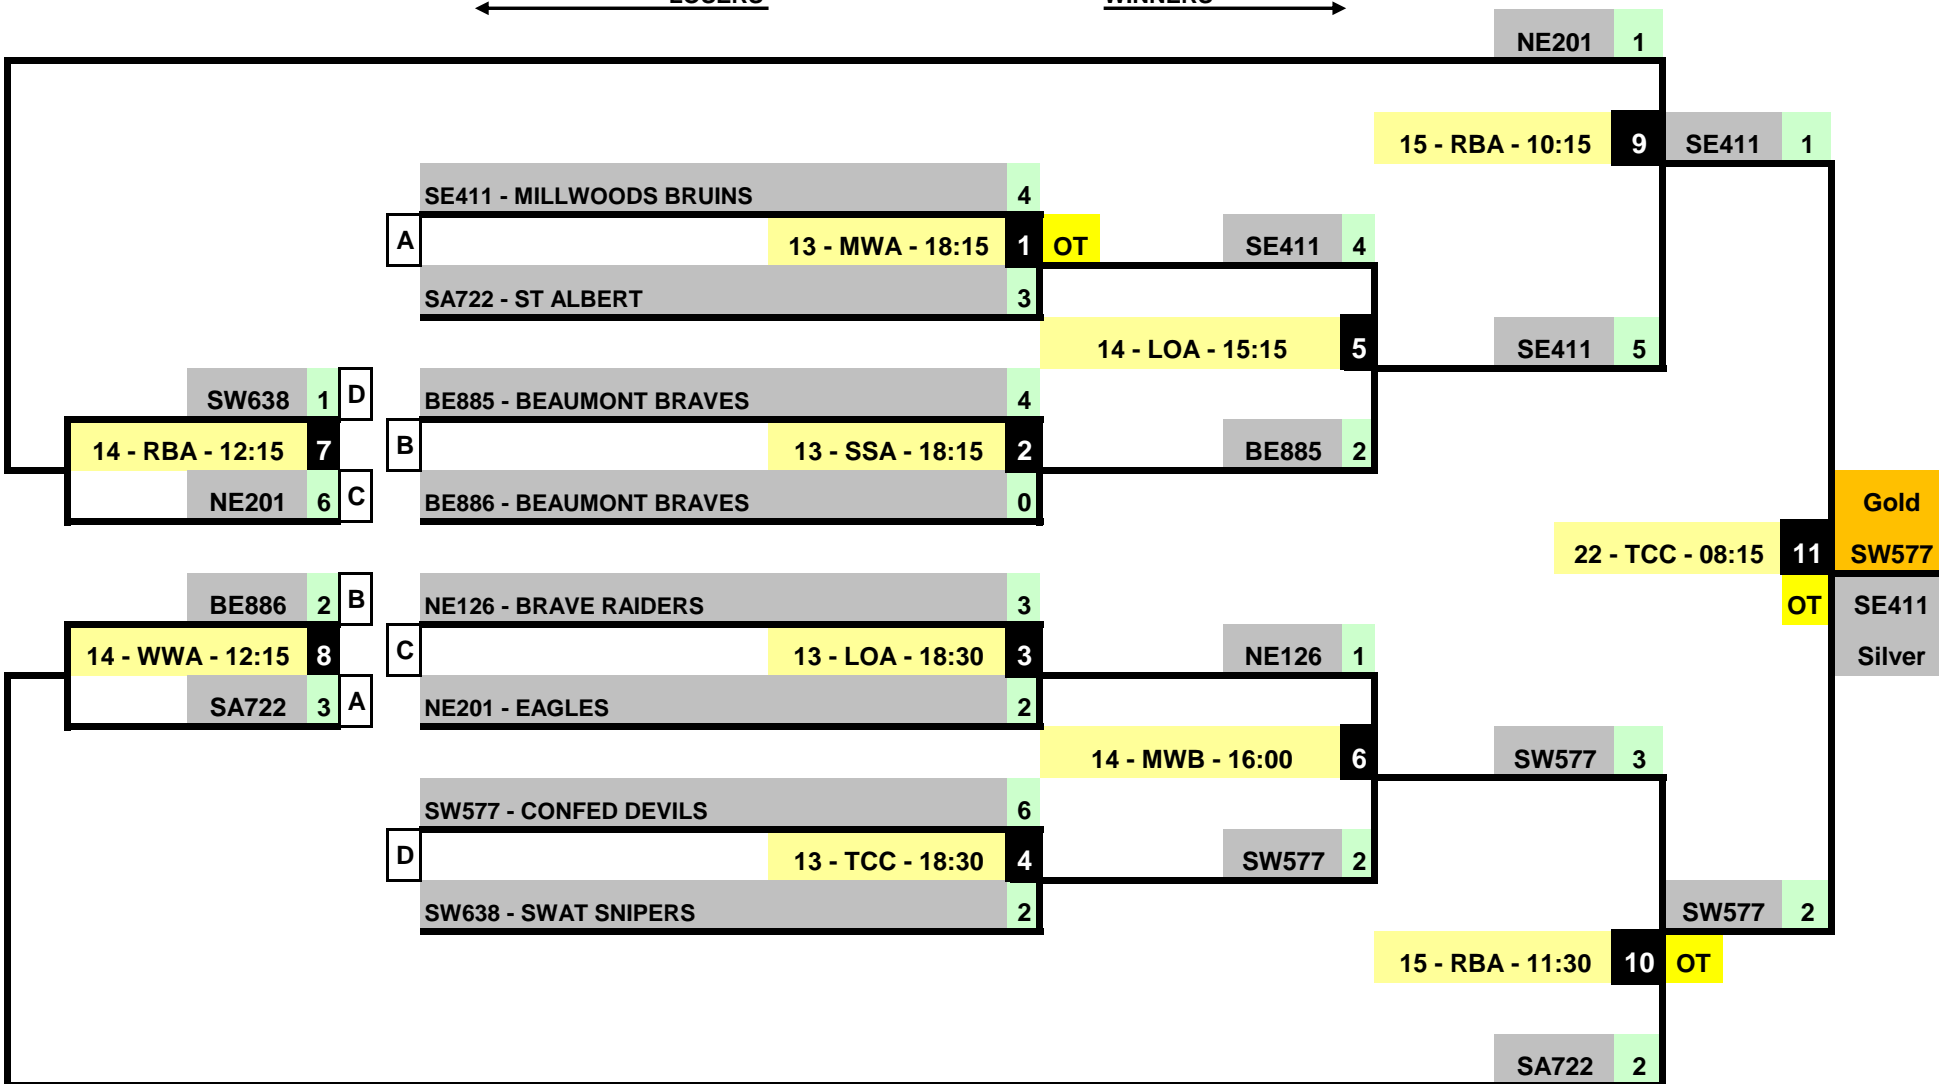 LOSERS WINNERS
NE201 1
15 - RBA - 10:15 9 SE411 1
SE411 - MILLWOODS BRUINS 4
A 13 - MWA - 18:15 1 OT SE411 4
SA722 - ST ALBERT 3
14 - LOA - 15:15 5 SE411 5
SW638 1 D BE885 - BEAUMONT BRAVES 4
14 - RBA - 12:15 7 B 13 - SSA - 18:15 2 BE885 2
NE201 6 C BE886 - BEAUMONT BRAVES 0 Gold
22 - TCC - 08:15 11 SW577
BE886 2 B NE126 - BRAVE RAIDERS 3 OT SE411
14 - WWA - 12:15 8 C 13 - LOA - 18:30 3 NE126 1 Silver
SA722 3 A NE201 - EAGLES 2
14 - MWB - 16:00 6 SW577 3
SW577 - CONFED DEVILS 6
D 13 - TCC - 18:30 4 SW577 2
SW638 - SWAT SNIPERS 2 SW577 2
15 - RBA - 11:30 10 OT
SA722 2